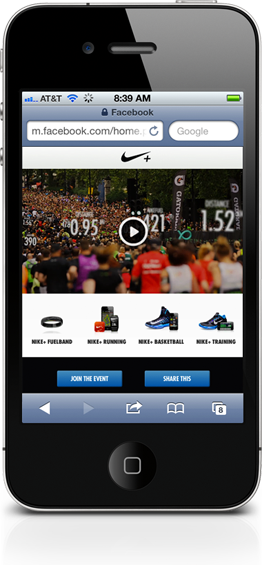 AT&T 8:39 AM
Facebook
m.facebook.com/home.p Google
DISTANCE
0.95
421
1.52
390
G
GATORADE
NIKE+ FUELBAND NIKE+ RUNNING NIKE+ BASKETBALL NIKE+ TRAINING
JOIN THE EVENT SHARE THIS
8